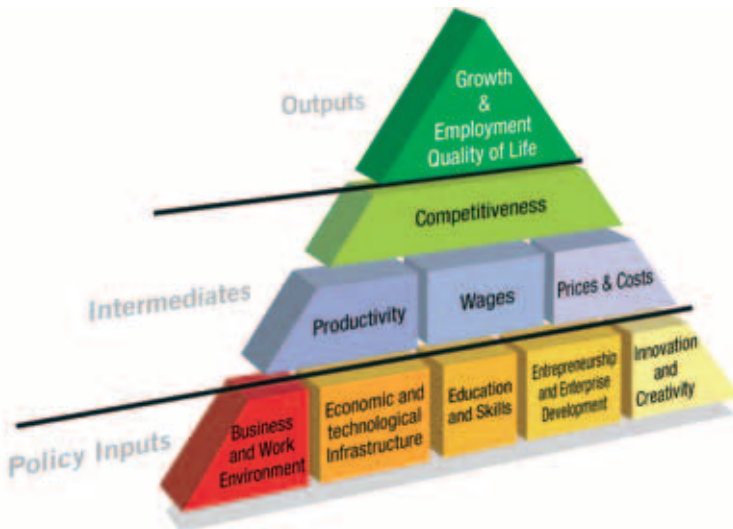 Outputs
Growth
&
Employment
Quality of Life
Competitiveness
Intermediates
Productivity
Wages
Prices & Costs
Policy Inputs
Business
and Work
Environment
Economic and
technological
Infrastructure
Education
and Skills
Entrepreneurship
and Enterprise
Development
Innovation
and
Creativity